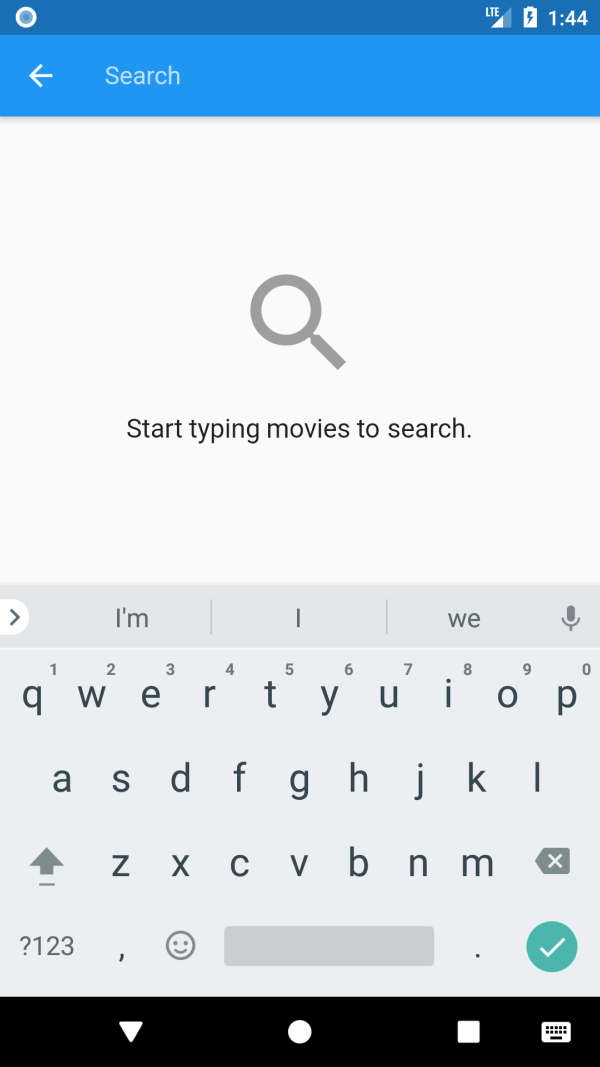 LTE 1:44
Search
Start typing movies to search.
I'm I we
1 2 3 4 5 6 7 8 9 0
q w e r t y u i o p
a s d f g h j k l
z x c v b n m
?123 , .